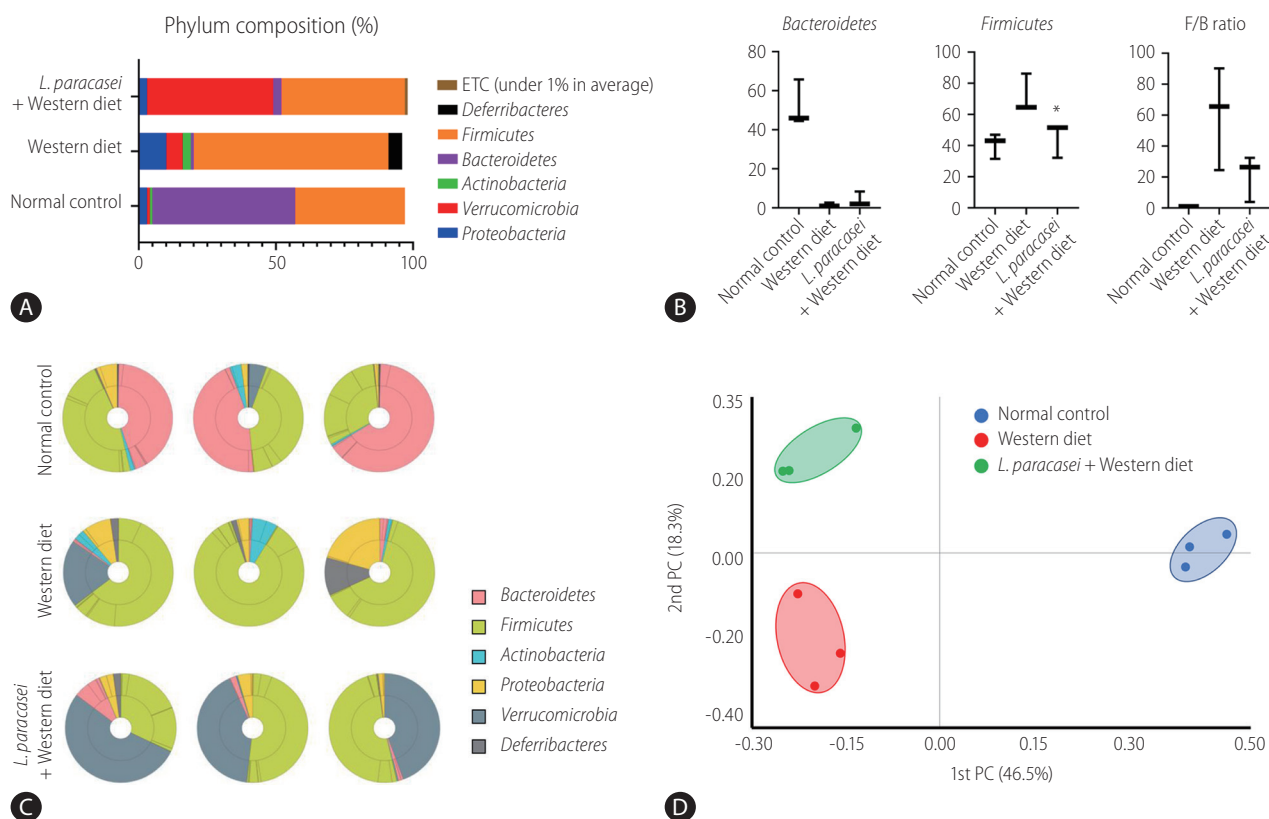 Phylum composition (%)
L. paracasei
+ Western diet
Western diet
Normal control
0
100
ETC (under 1% in average)
Deferribacteres
Firmicutes
Bacteroidetes
Actinobacteria
Verrucomicrobia
Proteobacteria
A
Bacteroidetes
80
60
40
20
0
Normal control
Western diet
L. paracasei
+ Western diet
Firmicutes
100
80
60
40
20
0
*
Normal control
Western diet
L. paracasei
+ Western diet
F/B ratio
100
80
60
40
20
0
Normal control
Western diet
L. paracasei
+ Western diet
B
Normal control
Western diet
L. paracasei
+ Western diet
Bacteroidetes
Firmicutes
Actinobacteria
Proteobacteria
Verrucomicrobia
Deferribacteres
C
0.35
0.20
0.00
-0.20
-0.40
2nd PC (18.3%)
Normal control
Western diet
L. paracasei + Western diet
-0.30
-0.15
0.00
0.30
0.50
1st PC (46.5%)
D